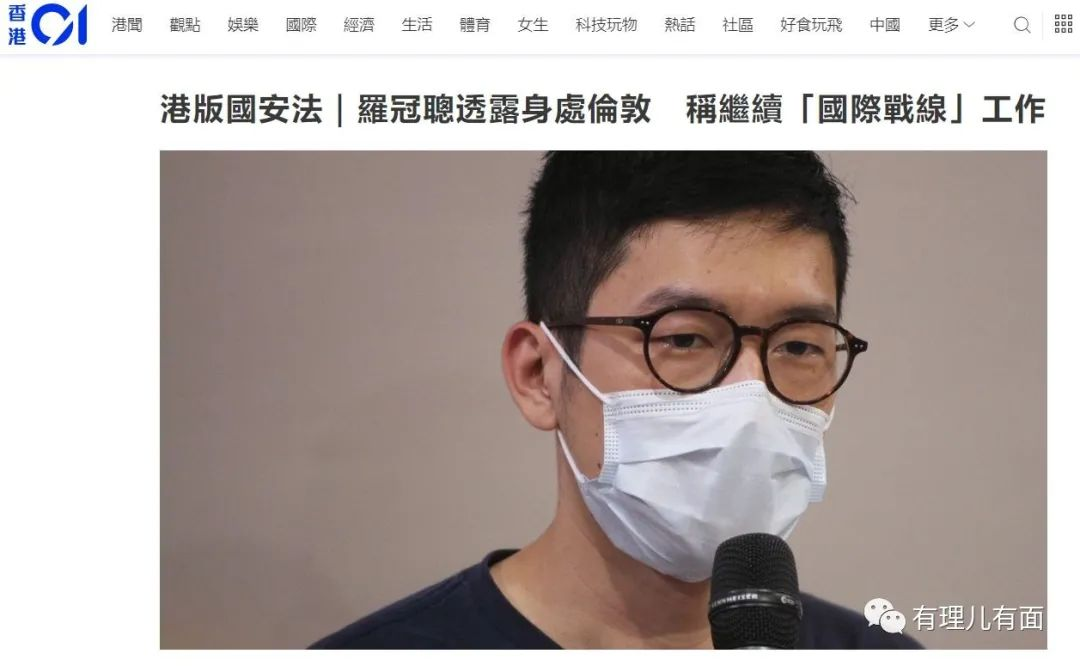 香港01
港聞 觀點 娛樂 國際 經濟 生活 體育 女生 科技玩物 熱話 社區 好食玩飛 中國 更多
港版國安法｜羅冠聰透露身處倫敦 稱繼續「國際戰線」工作
SENNHEISER
有理儿有面